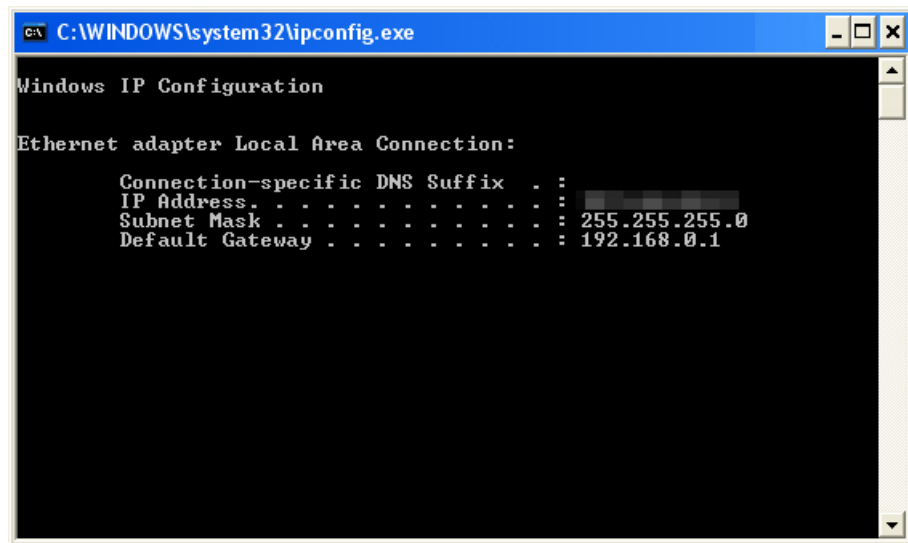 C:\WINDOWS\system32\ipconfig.exe
Windows IP Configuration
Ethernet adapter Local Area Connection:
Connection-specific DNS Suffix . :
IP Address. . . . . . . . . . . . :
Subnet Mask . . . . . . . . . . . : 255.255.255.0
Default Gateway . . . . . . . . . : 192.168.0.1